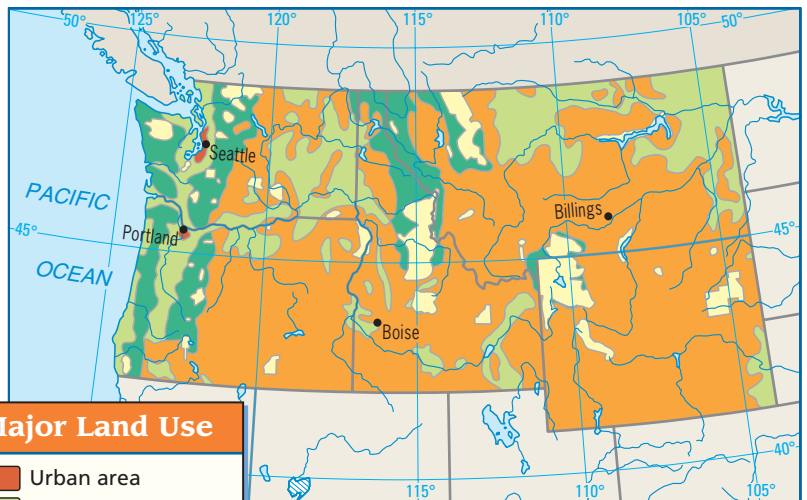 50°
125°
120°
115°
110°
105°
50°
Seattle
PACIFIC
Billings
45°
Portland
45°
OCEAN
Boise
Major Land Use
Urban area
40°
115°
110°
105°